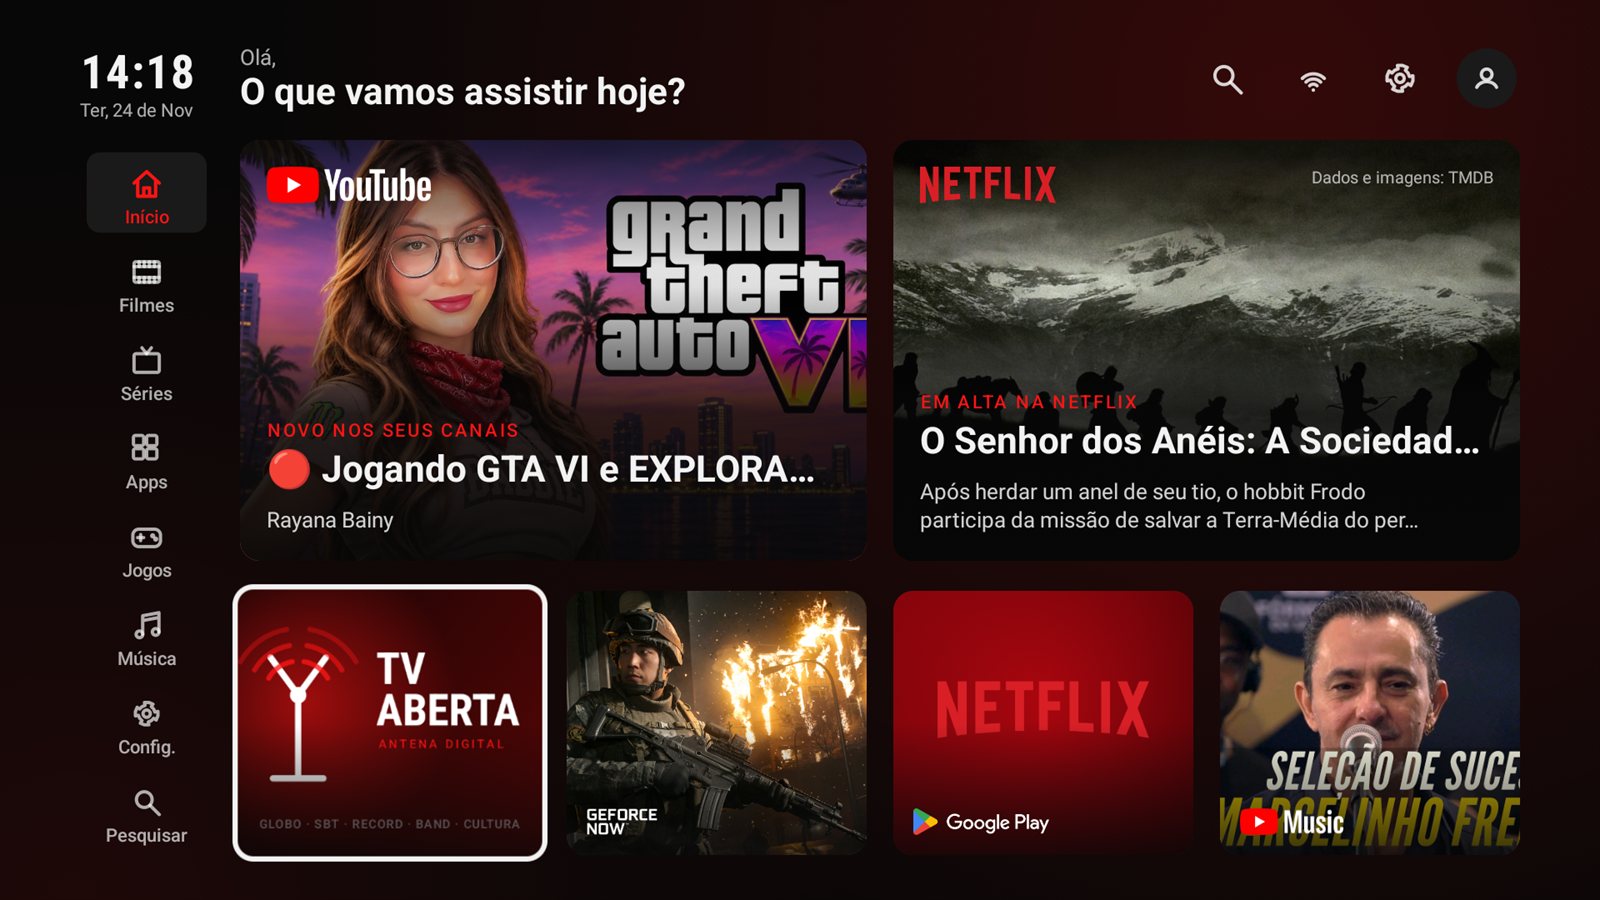 14:18
Ter, 24 de Nov
Olá,
O que vamos assistir hoje?
Início
Filmes
Séries
Apps
Jogos
Música
Config.
Pesquisar
YouTube
grand
theft
auto
VI
NOVO NOS SEUS CANAIS
Jogando GTA VI e EXPLORA...
Rayana Bainy
NETFLIX
Dados e imagens: TMDB
EM ALTA NA NETFLIX
O Senhor dos Anéis: A Sociedad...
Após herdar um anel de seu tio, o hobbit Frodo
participa da missão de salvar a Terra-Média do per...
TV
ABERTA
ANTENA DIGITAL
GLOBO · SBT · RECORD · BAND · CULTURA
GEFORCE
NOW
NETFLIX
Google Play
SELEÇÃO DE SUCE
MARCELINHO FRE
Music